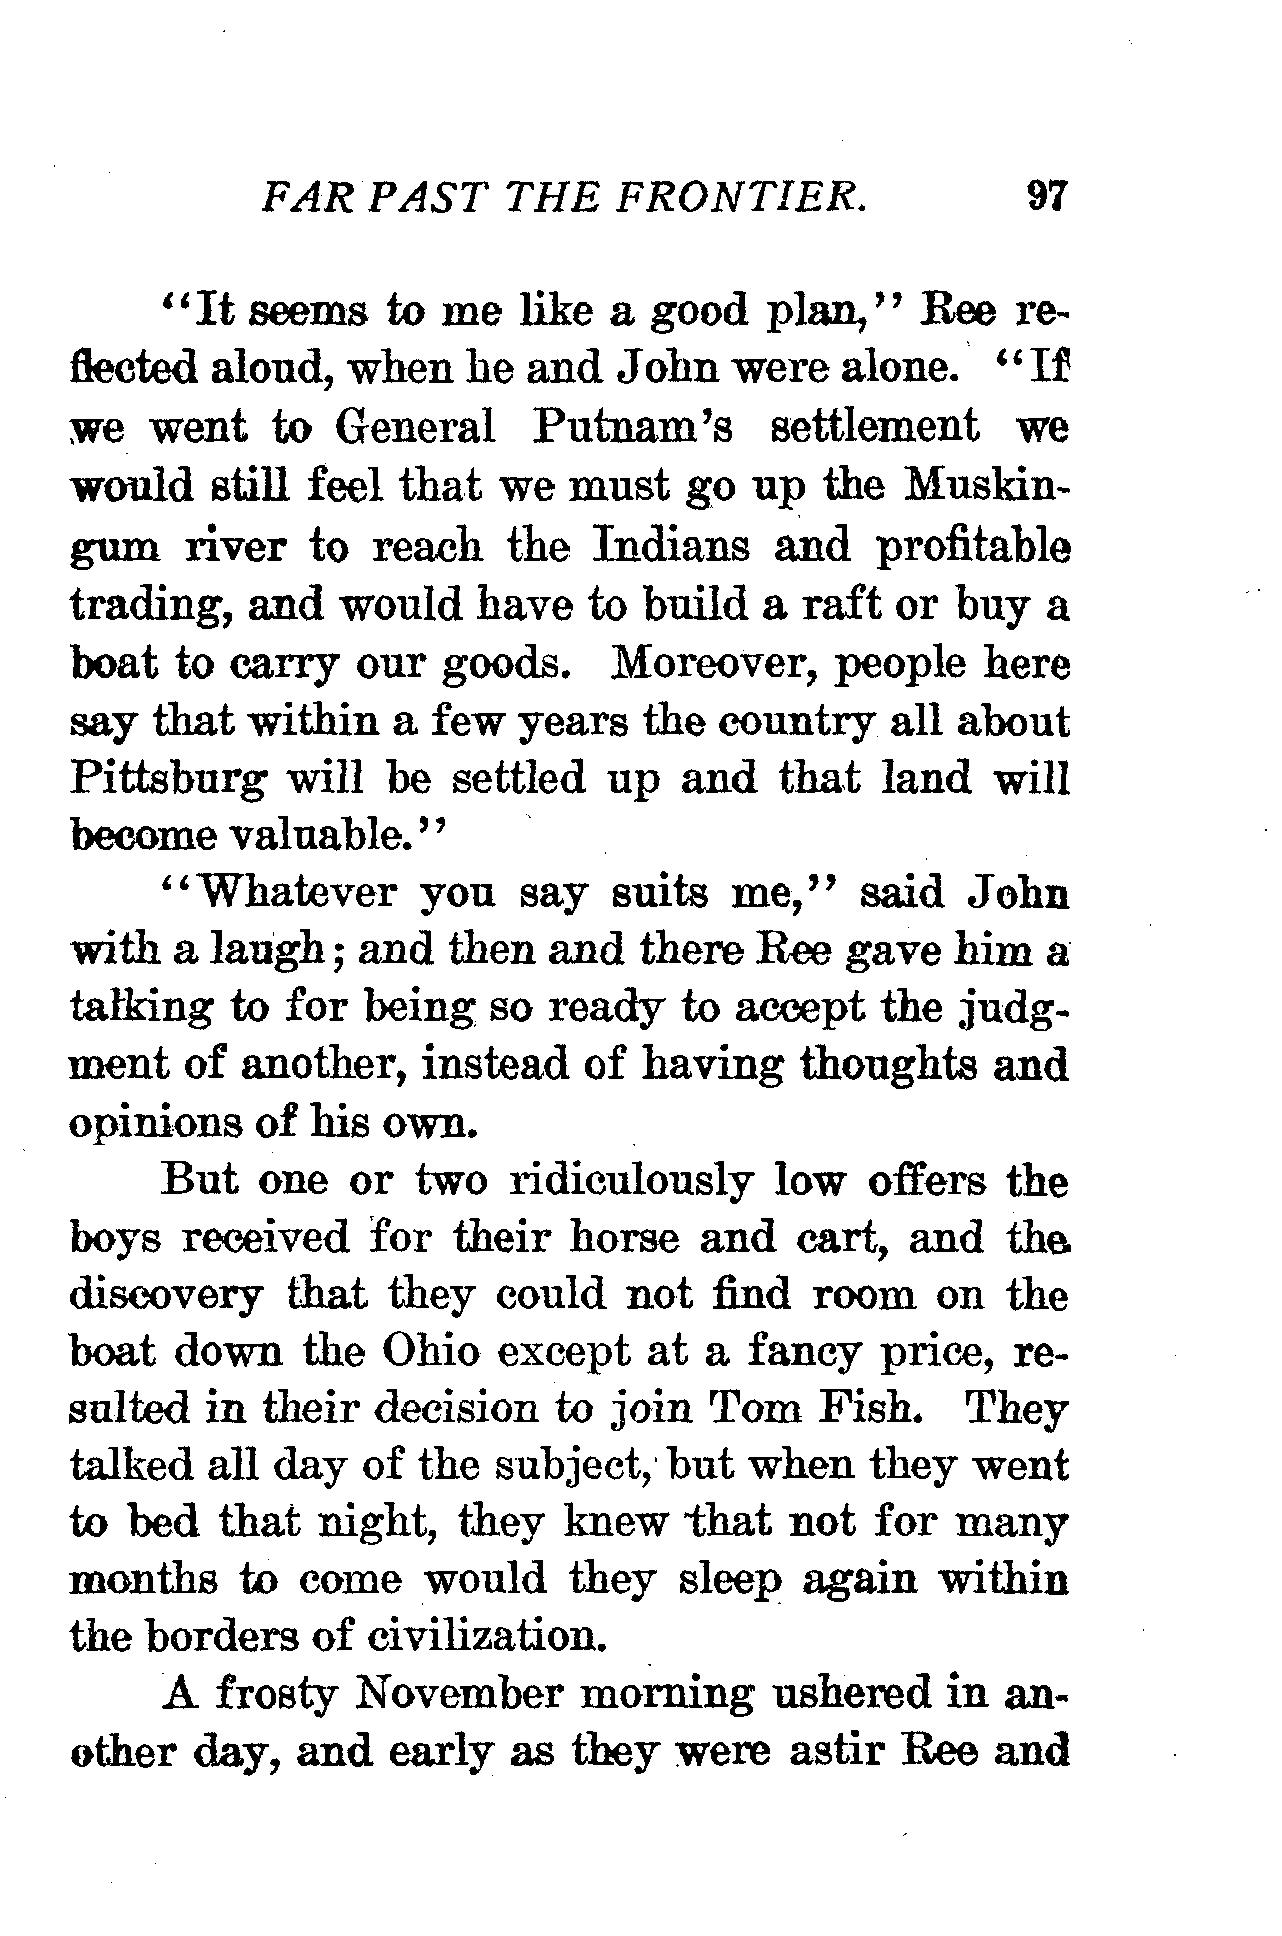 FAR PAST THE FRONTIER. 97
"It seems to me like a good plan," Ree re-
flected aloud, when he and John were alone. "If
we went to General Putnam's settlement we
would still feel that we must go up the Muskin-
gum river to reach the Indians and profitable
trading, and would have to build a raft or buy a
boat to carry our goods. Moreover, people here
say that within a few years the country all about
Pittsburg will be settled up and that land will
become valuable."
"Whatever you say suits me," said John
with a laugh; and then and there Ree gave him a
talking to for being so ready to accept the judg-
ment of another, instead of having thoughts and
opinions of his own.
But one or two ridiculously low offers the
boys received for their horse and cart, and the
discovery that they could not find room on the
boat down the Ohio except at a fancy price, re-
sulted in their decision to join Tom Fish. They
talked all day of the subject, but when they went
to bed that night, they knew that not for many
months to come would they sleep again within
the borders of civilization.
A frosty November morning ushered in an-
other day, and early as they were astir Ree and